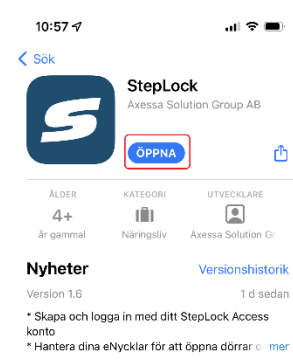 10:57
Sök
StepLock
Axessa Solution Group AB
ÖPPNA
ÅLDER KATEGORI UTVECKLARE
4+
år gammal Näringsliv Axessa Solution Gr
Nyheter Versionshistorik
Version 1.6 1 d sedan
* Skapa och logga in med ditt StepLock Access
konto
* Hantera dina eNycklar för att öppna dörrar mer